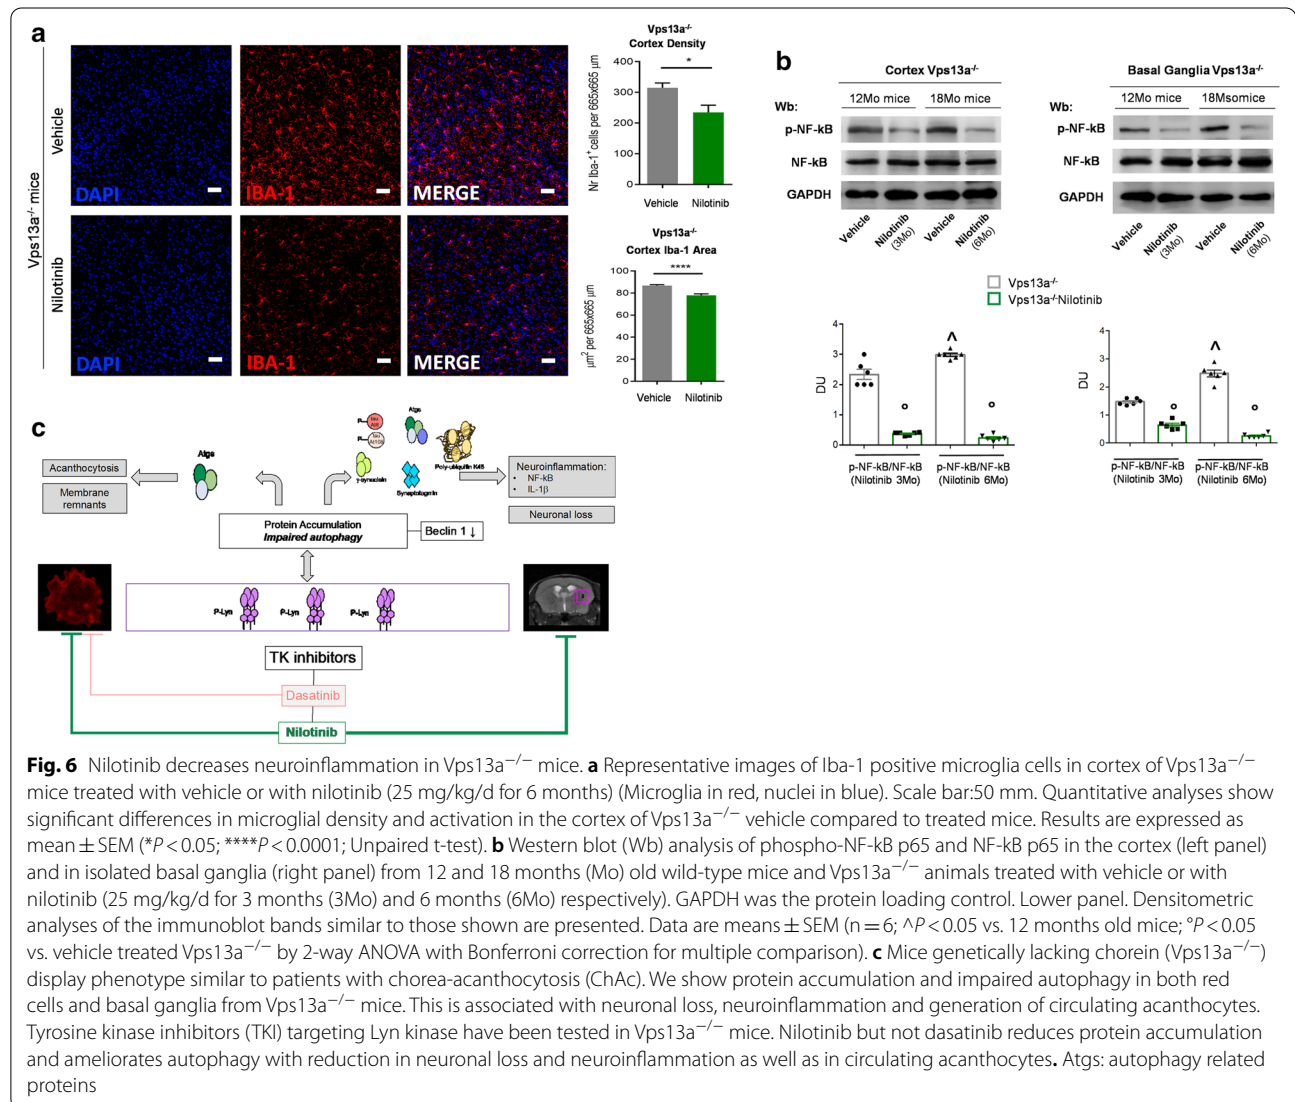 a
Vps13a-/- mice
Vehicle
DAPI
IBA-1
MERGE
Nilotinib
DAPI
IBA-1
MERGE
Vps13a-/-
Cortex Density
Nr Iba-1+ cells per 665x665 μm
400
300
200
100
0
*
Vehicle
Nilotinib
Vps13a-/-
Cortex Iba-1 Area
μm2 per 665x665 μm
100
80
60
40
20
0
****
Vehicle
Nilotinib
b
Cortex Vps13a-/-
Wb:
12Mo mice
18Mo mice
p-NF-kB
NF-kB
GAPDH
Vehicle
Nilotinib
(3Mo)
Vehicle
Nilotinib
(6Mo)
Basal Ganglia Vps13a-/-
Wb:
12Mo mice
18Msomice
p-NF-kB
NF-kB
GAPDH
Vehicle
Nilotinib
(3Mo)
Vehicle
Nilotinib
(6Mo)
Vps13a-/-
Vps13a-/-Nilotinib
DU
4
3
2
1
0
^
p-NF-kB/NF-kB
(Nilotinib 3Mo)
p-NF-kB/NF-kB
(Nilotinib 6Mo)
DU
4
3
2
1
0
^
p-NF-kB/NF-kB
(Nilotinib 3Mo)
p-NF-kB/NF-kB
(Nilotinib 6Mo)
c
Acanthocytosis
Membrane
remnants
Atgs
P
P
Atgs
γ-synuclein
Synaptotagmin
Poly-ubiquitin K45
Neuroinflammation:
• NF-kB
• IL-1β
Neuronal loss
Protein Accumulation
Impaired autophagy
Beclin 1 ↓
P-Lyn
P-Lyn
P-Lyn
TK inhibitors
Dasatinib
Nilotinib
Fig. 6 Nilotinib decreases neuroinflammation in Vps13a−/− mice. a Representative images of Iba-1 positive microglia cells in cortex of Vps13a−/−
mice treated with vehicle or with nilotinib (25 mg/kg/d for 6 months) (Microglia in red, nuclei in blue). Scale bar:50 mm. Quantitative analyses show
significant differences in microglial density and activation in the cortex of Vps13a−/− vehicle compared to treated mice. Results are expressed as
mean ± SEM (*P < 0.05; ****P < 0.0001; Unpaired t-test). b Western blot (Wb) analysis of phospho-NF-kB p65 and NF-kB p65 in the cortex (left panel)
and in isolated basal ganglia (right panel) from 12 and 18 months (Mo) old wild-type mice and Vps13a−/− animals treated with vehicle or with
nilotinib (25 mg/kg/d for 3 months (3Mo) and 6 months (6Mo) respectively). GAPDH was the protein loading control. Lower panel. Densitometric
analyses of the immunoblot bands similar to those shown are presented. Data are means ± SEM (n = 6; ^P < 0.05 vs. 12 months old mice; °P < 0.05
vs. vehicle treated Vps13a−/− by 2-way ANOVA with Bonferroni correction for multiple comparison). c Mice genetically lacking chorein (Vps13a−/−)
display phenotype similar to patients with chorea-acanthocytosis (ChAc). We show protein accumulation and impaired autophagy in both red
cells and basal ganglia from Vps13a−/− mice. This is associated with neuronal loss, neuroinflammation and generation of circulating acanthocytes.
Tyrosine kinase inhibitors (TKI) targeting Lyn kinase have been tested in Vps13a−/− mice. Nilotinib but not dasatinib reduces protein accumulation
and ameliorates autophagy with reduction in neuronal loss and neuroinflammation as well as in circulating acanthocytes. Atgs: autophagy related
proteins